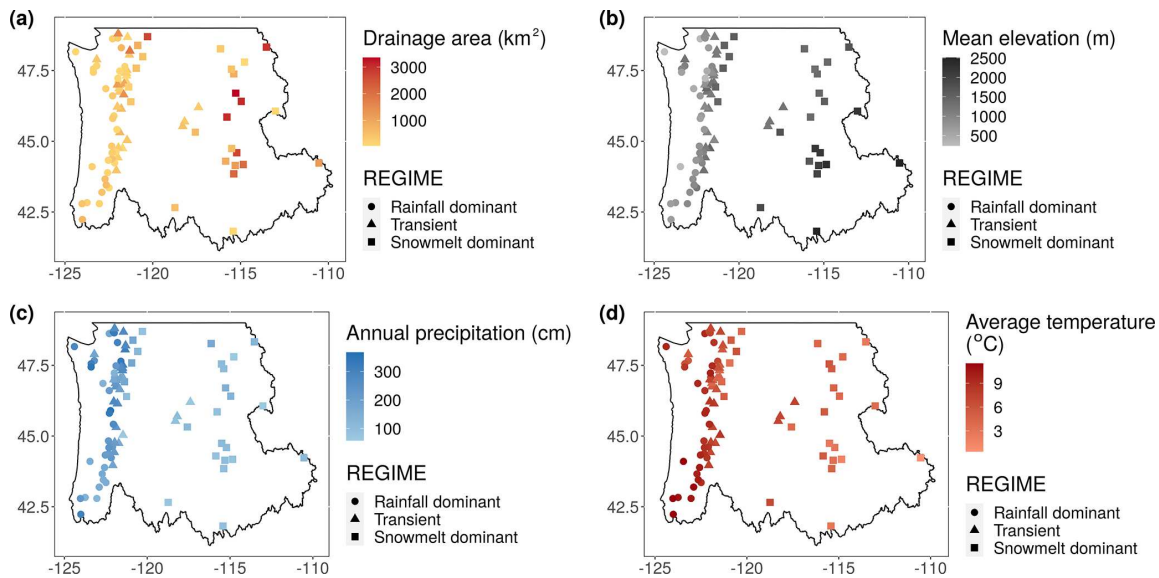 (a)
Drainage area (km²)
3000
2000
1000
REGIME
Rainfall dominant
Transient
Snowmelt dominant
47.5
45.0
42.5
-125
-120
-115
-110
(b)
Mean elevation (m)
2500
2000
1500
1000
500
REGIME
Rainfall dominant
Transient
Snowmelt dominant
47.5
45.0
42.5
-125
-120
-115
-110
(c)
Annual precipitation (cm)
300
200
100
REGIME
Rainfall dominant
Transient
Snowmelt dominant
47.5
45.0
42.5
-125
-120
-115
-110
(d)
Average temperature
(°C)
9
6
3
REGIME
Rainfall dominant
Transient
Snowmelt dominant
47.5
45.0
42.5
-125
-120
-115
-110